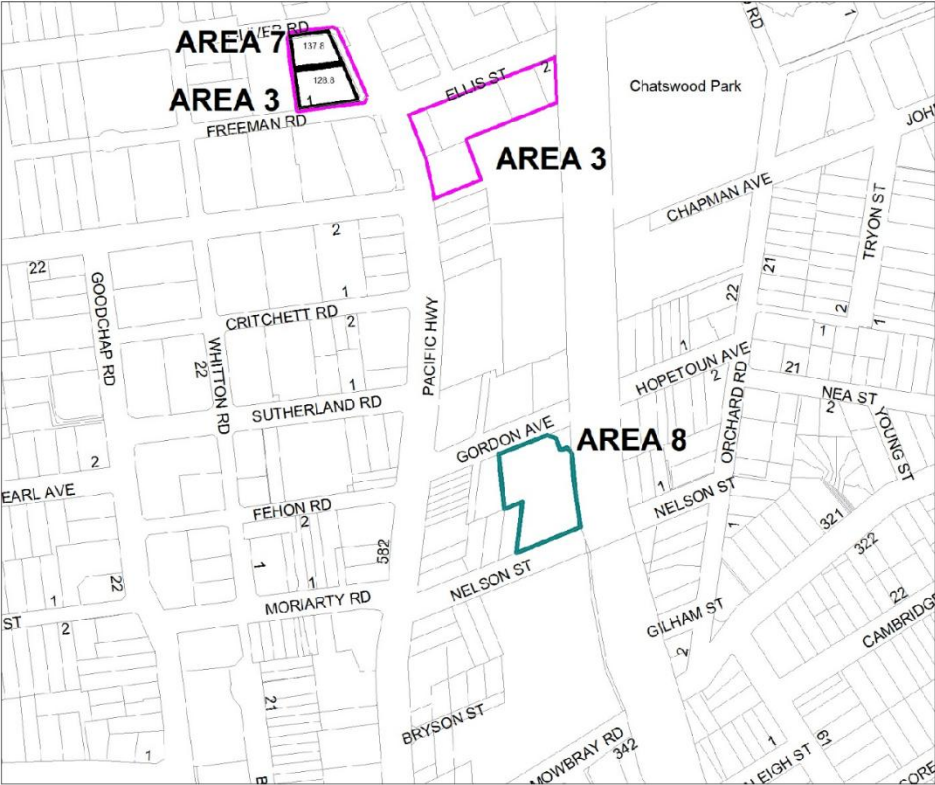 AREA 7
137.8
128.8
1
AREA 3
FREEMAN RD
ELLIS ST
2
AREA 3
Chatswood Park
RD
1
CHAPMAN AVE
TRYON ST
2
22
GOODCHAP RD
1
CRITCHETT RD
2
WHITTON RD
22
1
SUTHERLAND RD
PACIFIC HWY
21
22
2
1
1
1
HOPETOUN AVE
2
21
NEA ST
2
YOUNG ST
ORCHARD RD
GORDON AVE
AREA 8
2
EARL AVE
FEHON RD
2
582
1
NELSON ST
1
321
322
22
1
1
MORIARTY RD
NELSON ST
22
1
ST
2
GILHAM ST
2
CAMBRIDGE
21
BRYSON ST
MOWBRAY RD
342
1
61
LEIGH ST
1